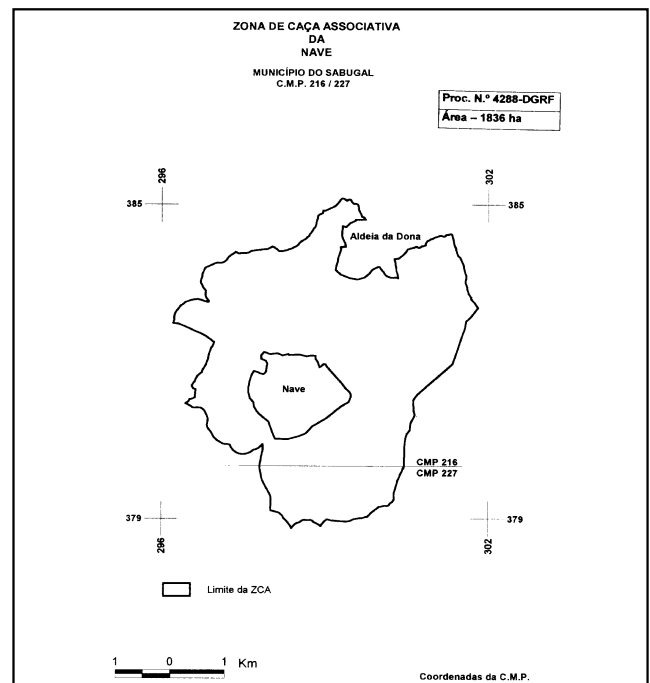 ZONA DE CAÇA ASSOCIATIVA
DA
NAVE
MUNICÍPIO DO SABUGAL
C.M.P. 216 / 227
Proc. N.º 4288-DGRF
Área – 1836 ha
296
302
385
385
Aldeia da Dona
Nave
CMP 216
CMP 227
379
379
296
302
Limite da ZCA
1 0 1 Km
Coordenadas da C.M.P.